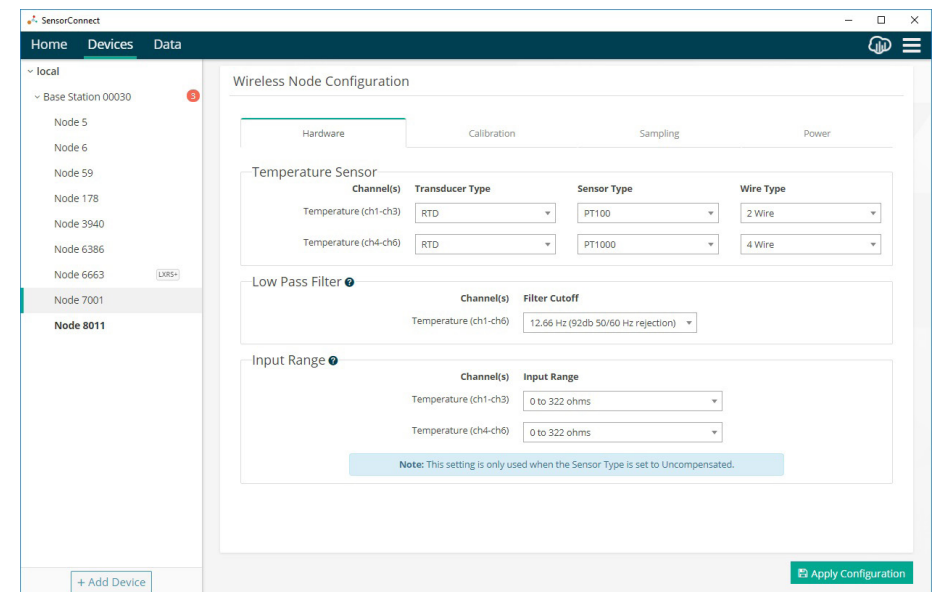 SensorConnect
Home Devices Data
local
Base Station 00030 3
Node 5
Node 6
Node 59
Node 178
Node 3940
Node 6386
Node 6663 LXRS+
Node 7001
Node 8011
+ Add Device
Wireless Node Configuration
Hardware Calibration Sampling Power
Temperature Sensor
Channel(s) Transducer Type Sensor Type Wire Type
Temperature (ch1-ch3) RTD PT100 2 Wire
Temperature (ch4-ch6) RTD PT1000 4 Wire
Low Pass Filter ?
Channel(s) Filter Cutoff
Temperature (ch1-ch6) 12.66 Hz (92db 50/60 Hz rejection)
Input Range ?
Channel(s) Input Range
Temperature (ch1-ch3) 0 to 322 ohms
Temperature (ch4-ch6) 0 to 322 ohms
Note: This setting is only used when the Sensor Type is set to Uncompensated.
Apply Configuration